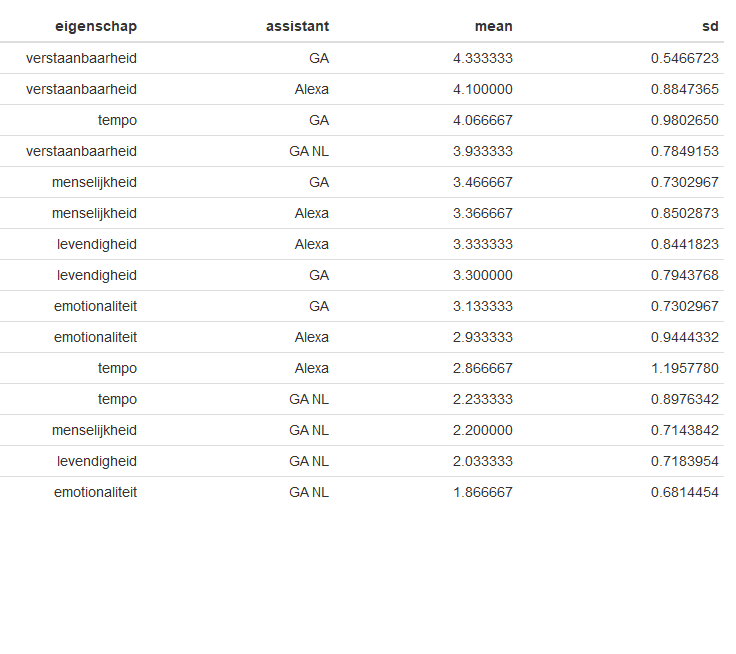 eigenschap assistant mean sd
verstaanbaarheid GA 4.333333 0.5466723
verstaanbaarheid Alexa 4.100000 0.8847365
tempo GA 4.066667 0.9802650
verstaanbaarheid GA NL 3.933333 0.7849153
menselijkheid GA 3.466667 0.7302967
menselijkheid Alexa 3.366667 0.8502873
levendigheid Alexa 3.333333 0.8441823
levendigheid GA 3.300000 0.7943768
emotionaliteit GA 3.133333 0.7302967
emotionaliteit Alexa 2.933333 0.9444332
tempo Alexa 2.866667 1.1957780
tempo GA NL 2.233333 0.8976342
menselijkheid GA NL 2.200000 0.7143842
levendigheid GA NL 2.033333 0.7183954
emotionaliteit GA NL 1.866667 0.6814454